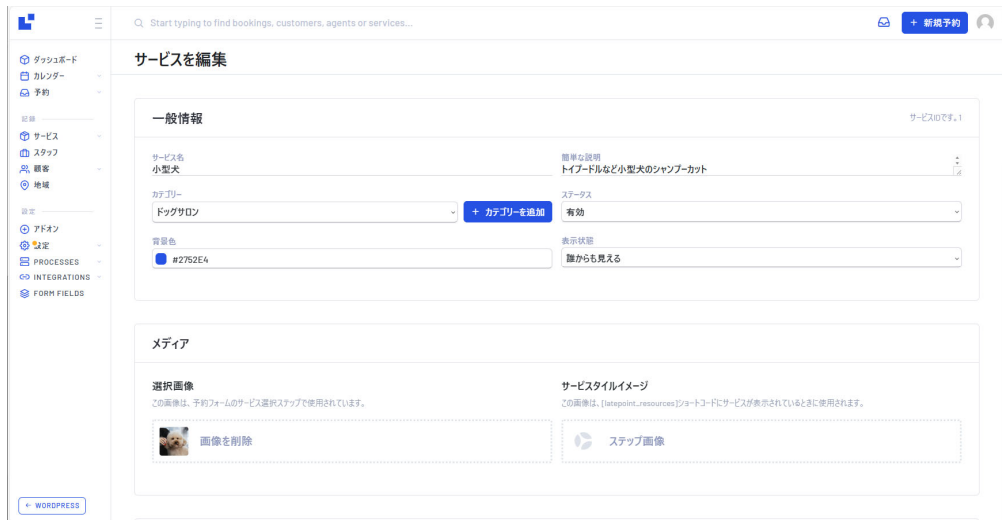 Start typing to find bookings, customers, agents or services...
+ 新規予約
ダッシュボード
カレンダー
予約
記録
サービス
スタッフ
顧客
地域
設定
アドオン
設定
PROCESSES
INTEGRATIONS
FORM FIELDS
← WORDPRESS
サービスを編集
一般情報
サービスIDです。1
サービス名
小型犬
簡単な説明
トイプードルなど小型犬のシャンプーカット
カテゴリー
ドッグサロン
+ カテゴリーを追加
ステータス
有効
背景色
#2752E4
表示状態
誰からも見える
メディア
選択画像
この画像は、予約フォームのサービス選択ステップで使用されています。
画像を削除
サービスタイルイメージ
この画像は、[latepoint_resources]ショートコードにサービスが表示されているときに使用されます。
ステップ画像